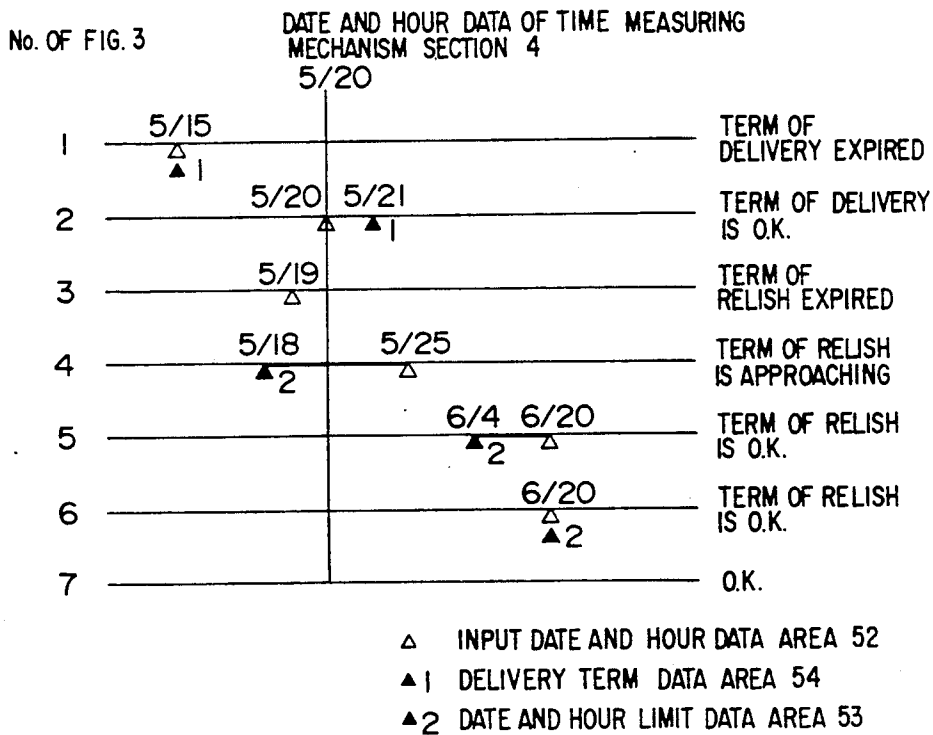 No. OF FIG. 3
DATE AND HOUR DATA OF TIME MEASURING
MECHANISM SECTION 4
5/20
1
5/15
▲ 1
TERM OF
DELIVERY EXPIRED
2
5/20 5/21
▲ 1
TERM OF DELIVERY
IS O.K.
3
5/19
TERM OF
RELISH EXPIRED
4
5/18 5/25
▲ 2
TERM OF RELISH
IS APPROACHING
5
6/4 6/20
▲ 2
TERM OF RELISH
IS O.K.
6
6/20
▲ 2
TERM OF RELISH
IS O.K.
7
O.K.
△ INPUT DATE AND HOUR DATA AREA 52
▲ 1 DELIVERY TERM DATA AREA 54
▲ 2 DATE AND HOUR LIMIT DATA AREA 53